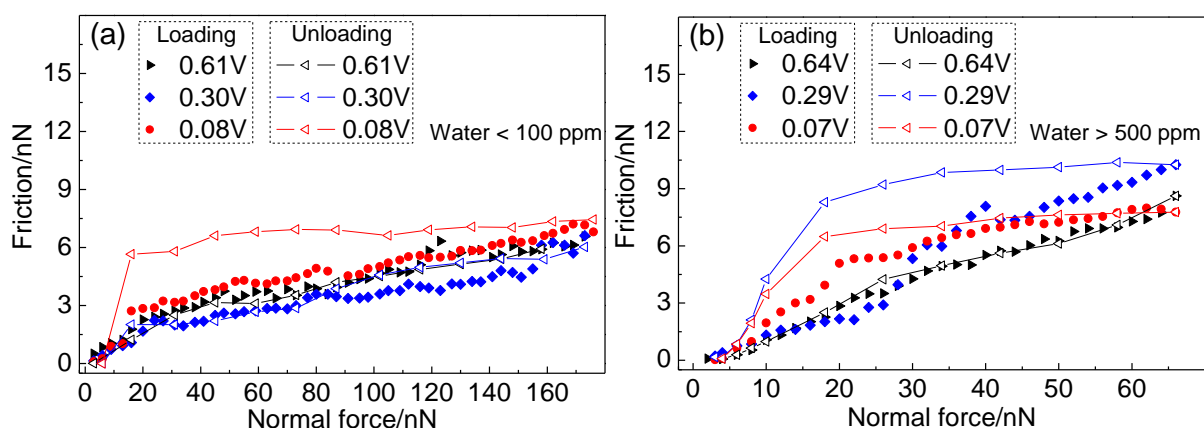 (a)
Loading
0.61V
0.30V
0.08V
Unloading
0.61V
0.30V
0.08V
Water < 100 ppm
Friction/nN
15
12
9
6
3
0
0 20 40 60 80 100 120 140 160
Normal force/nN
(b)
Loading
0.64V
0.29V
0.07V
Unloading
0.64V
0.29V
0.07V
Water > 500 ppm
Friction/nN
15
12
9
6
3
0
0 10 20 30 40 50 60
Normal force/nN